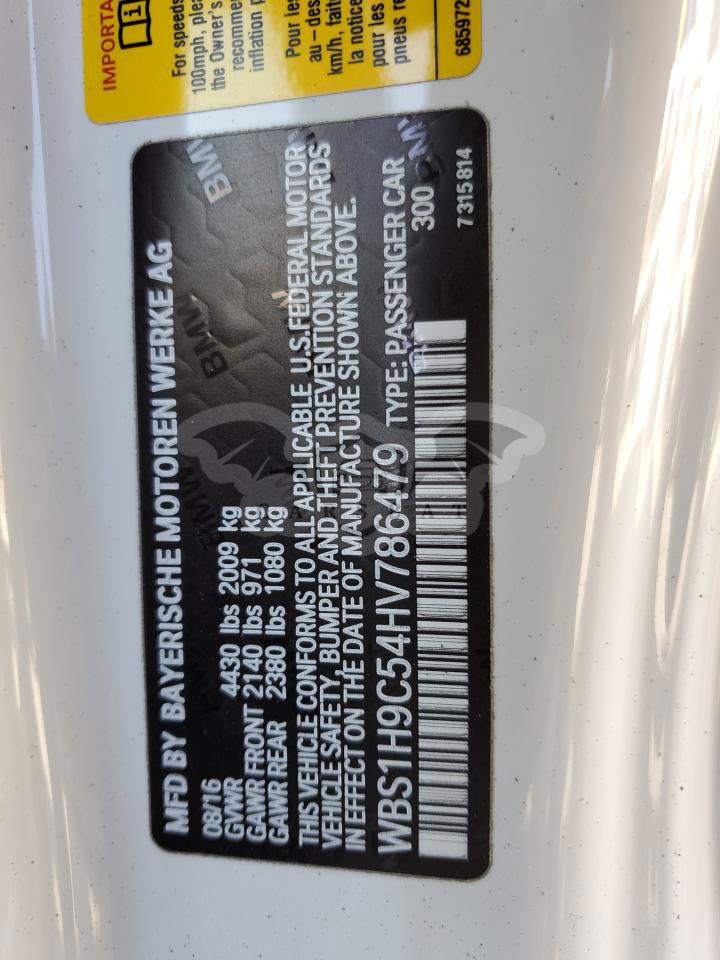 IMPORTA
For speeds
100mph, plea
the Owner's
recommen
inflation p
Pour les
au-des
km/h, faite
la notice
pour les
pneus re
685972
MFD BY BAYERISCHE MOTOREN WERKE AG
08/16
GVWR 4430 lbs 2009 kg
GAWR FRONT 2140 lbs 971 kg
GAWR REAR 2380 lbs 1080 kg
THIS VEHICLE CONFORMS TO ALL APPLICABLE U.S.FEDERAL MOTOR
VEHICLE SAFETY, BUMPER AND THEFT PREVENTION STANDARDS
IN EFFECT ON THE DATE OF MANUFACTURE SHOWN ABOVE.
WBS1H9C54HV786479 TYPE: PASSENGER CAR
300
7315814
BMW
BMW
BMW